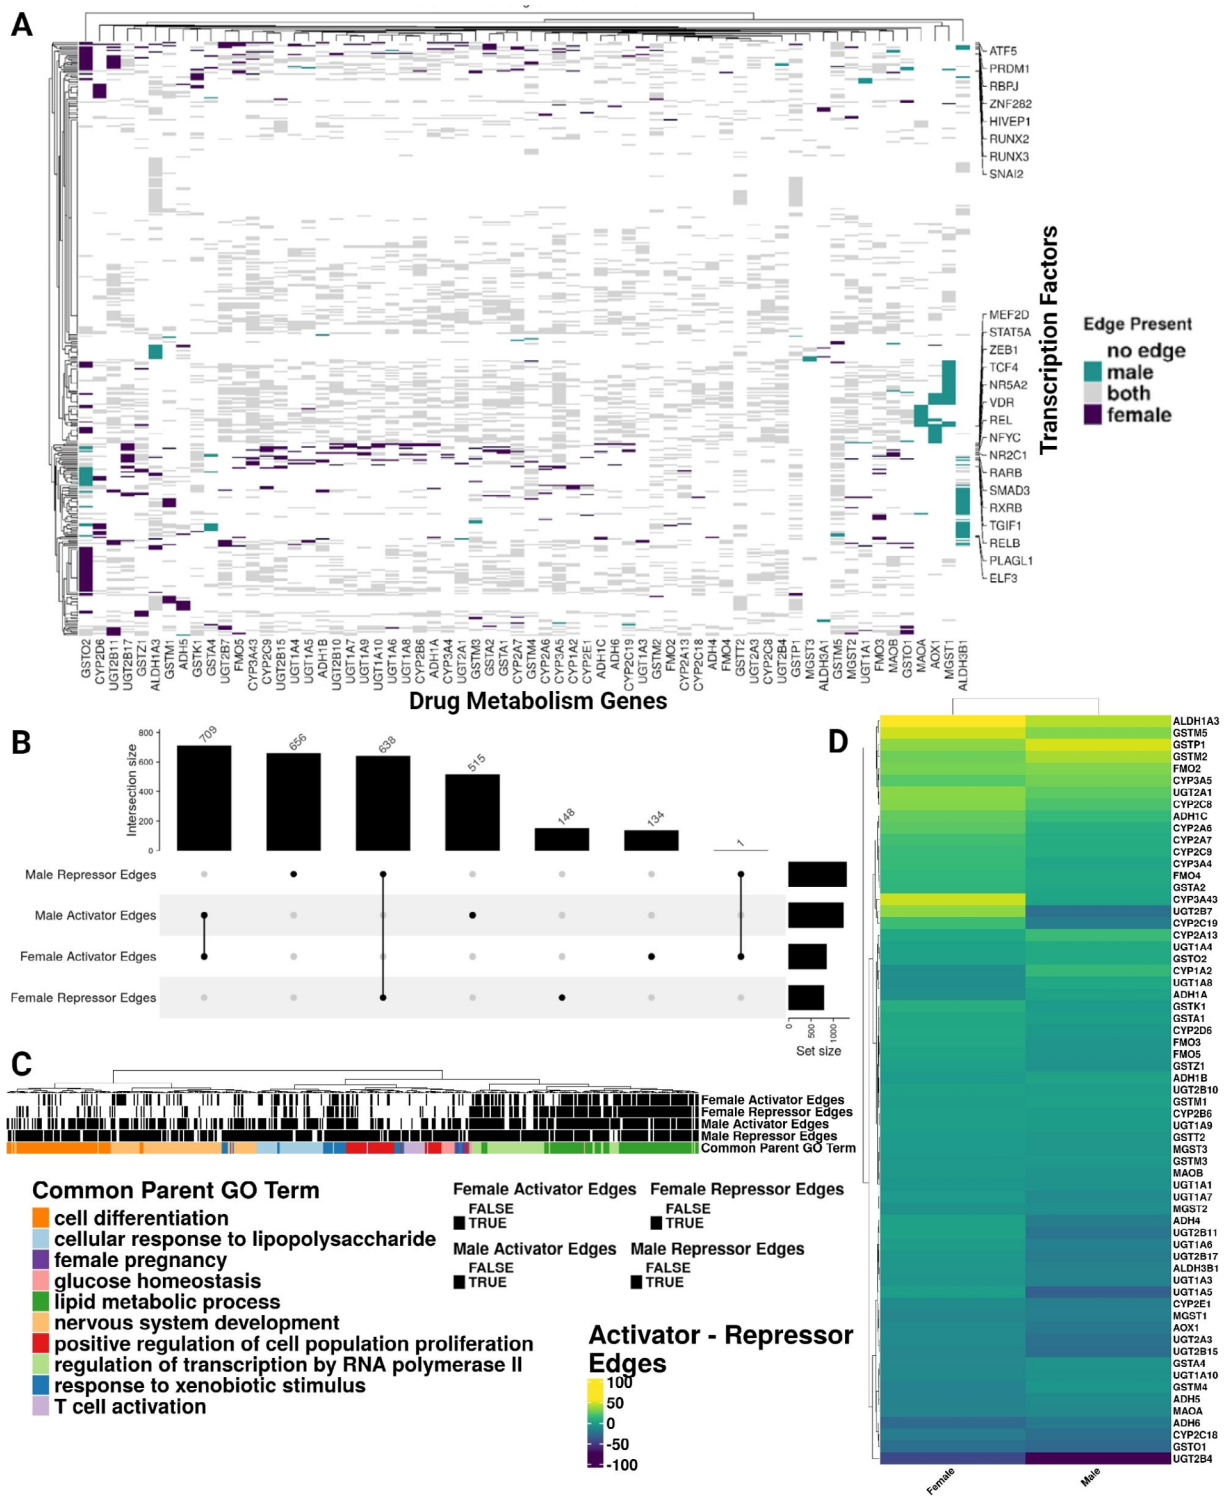 A
ATF5
PRDM1
RBPJ
ZNF282
HIVEP1
RUNX2
RUNX3
SNAI2
MEF2D
STAT5A
ZEB1
TCF4
NR5A2
VDR
REL
NFYC
NR2C1
RARB
SMAD3
RXRB
TGIF1
RELB
PLAGL1
ELF3
Transcription Factors
Edge Present
no edge
male
both
female
GSTO2
CYP2D6
UGT2B11
UGT2B17
GSTZ1
ALDH1A3
GSTM1
ADH5
GSTK1
GSTA4
UGT2B7
FMO5
CYP3A43
CYP2C9
UGT2B15
UGT1A4
UGT1A5
ADH1B
UGT2B10
UGT1A7
UGT1A9
UGT1A10
UGT1A6
UGT1A8
CYP2B6
ADH1A
CYP3A4
UGT2A1
GSTM3
GSTA2
GSTA1
CYP2A7
GSTM4
CYP2A6
CYP3A5
CYP1A2
CYP2E1
ADH1C
ADH6
CYP2C19
UGT1A3
GSTM2
FMO2
CYP2A13
CYP2C18
ADH4
FMO4
GSTT2
UGT2A3
CYP2C8
UGT2B4
GSTP1
MGST3
ALDH3A1
GSTM5
MGST2
UGT1A1
FMO3
MAOB
GSTO1
MAOA
AOX1
MGST1
ALDH3B1
Drug Metabolism Genes
B
Intersection size
800
600
400
200
0
709
656
638
515
148
134
1
Male Repressor Edges
Male Activator Edges
Female Activator Edges
Female Repressor Edges
0
500
1000
Set size
C
Female Activator Edges
Female Repressor Edges
Male Activator Edges
Male Repressor Edges
Common Parent GO Term
Common Parent GO Term
cell differentiation
cellular response to lipopolysaccharide
female pregnancy
glucose homeostasis
lipid metabolic process
nervous system development
positive regulation of cell population proliferation
regulation of transcription by RNA polymerase II
response to xenobiotic stimulus
T cell activation
Female Activator Edges
FALSE
TRUE
Female Repressor Edges
FALSE
TRUE
Male Activator Edges
FALSE
TRUE
Male Repressor Edges
FALSE
TRUE
Activator - Repressor
Edges
100
50
0
-50
-100
D
ALDH1A3
GSTM5
GSTP1
GSTM2
FMO2
CYP3A5
UGT2A1
CYP2C8
ADH1C
CYP2A6
CYP2A7
CYP2C9
CYP3A4
FMO4
GSTA2
CYP3A43
UGT2B7
CYP2C19
CYP2A13
UGT1A4
GSTO2
CYP1A2
UGT1A8
ADH1A
GSTK1
GSTA1
CYP2D6
FMO3
FMO5
GSTZ1
ADH1B
UGT2B10
GSTM1
CYP2B6
UGT1A9
GSTT2
MGST3
GSTM3
MAOB
UGT1A1
UGT1A7
MGST2
ADH4
UGT2B11
UGT1A6
UGT2B17
ALDH3B1
UGT1A3
UGT1A5
CYP2E1
MGST1
AOX1
UGT2A3
UGT2B15
GSTA4
UGT1A10
GSTM4
ADH5
MAOA
ADH6
CYP2C18
GSTO1
UGT2B4
Female
Male